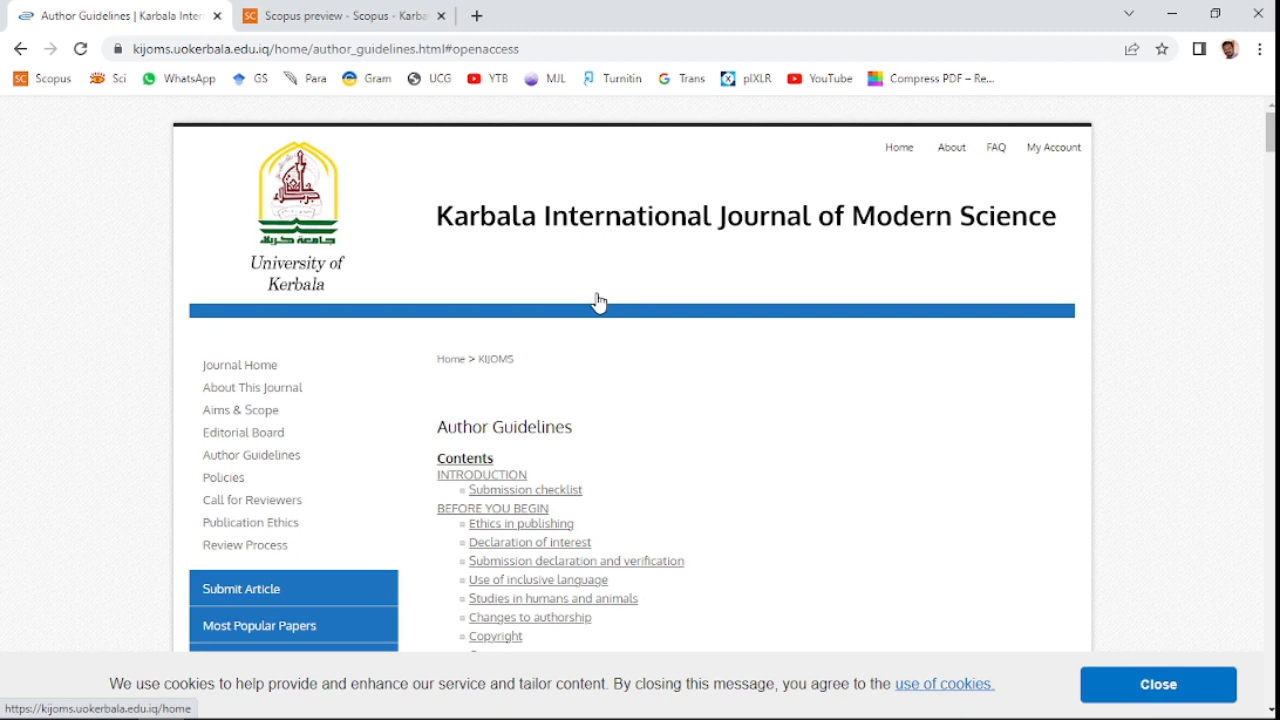 Author Guidelines | Karbala Inter
Scopus preview - Scopus - Karba
kijoms.uokerbala.edu.iq/home/author_guidelines.html#openaccess
Scopus Sci WhatsApp GS Para Gram UCG YTB MJL Turnitin Trans pIXLR YouTube Compress PDF – Re...
Home About FAQ My Account
جامعة كربلاء
University of
Kerbala
Karbala International Journal of Modern Science
Journal Home
About This Journal
Aims & Scope
Editorial Board
Author Guidelines
Policies
Call for Reviewers
Publication Ethics
Review Process
Submit Article
Most Popular Papers
Home > KIJOMS
Author Guidelines
Contents
INTRODUCTION
Submission checklist
BEFORE YOU BEGIN
Ethics in publishing
Declaration of interest
Submission declaration and verification
Use of inclusive language
Studies in humans and animals
Changes to authorship
Copyright
We use cookies to help provide and enhance our service and tailor content. By closing this message, you agree to the use of cookies.
Close
https://kijoms.uokerbala.edu.iq/home